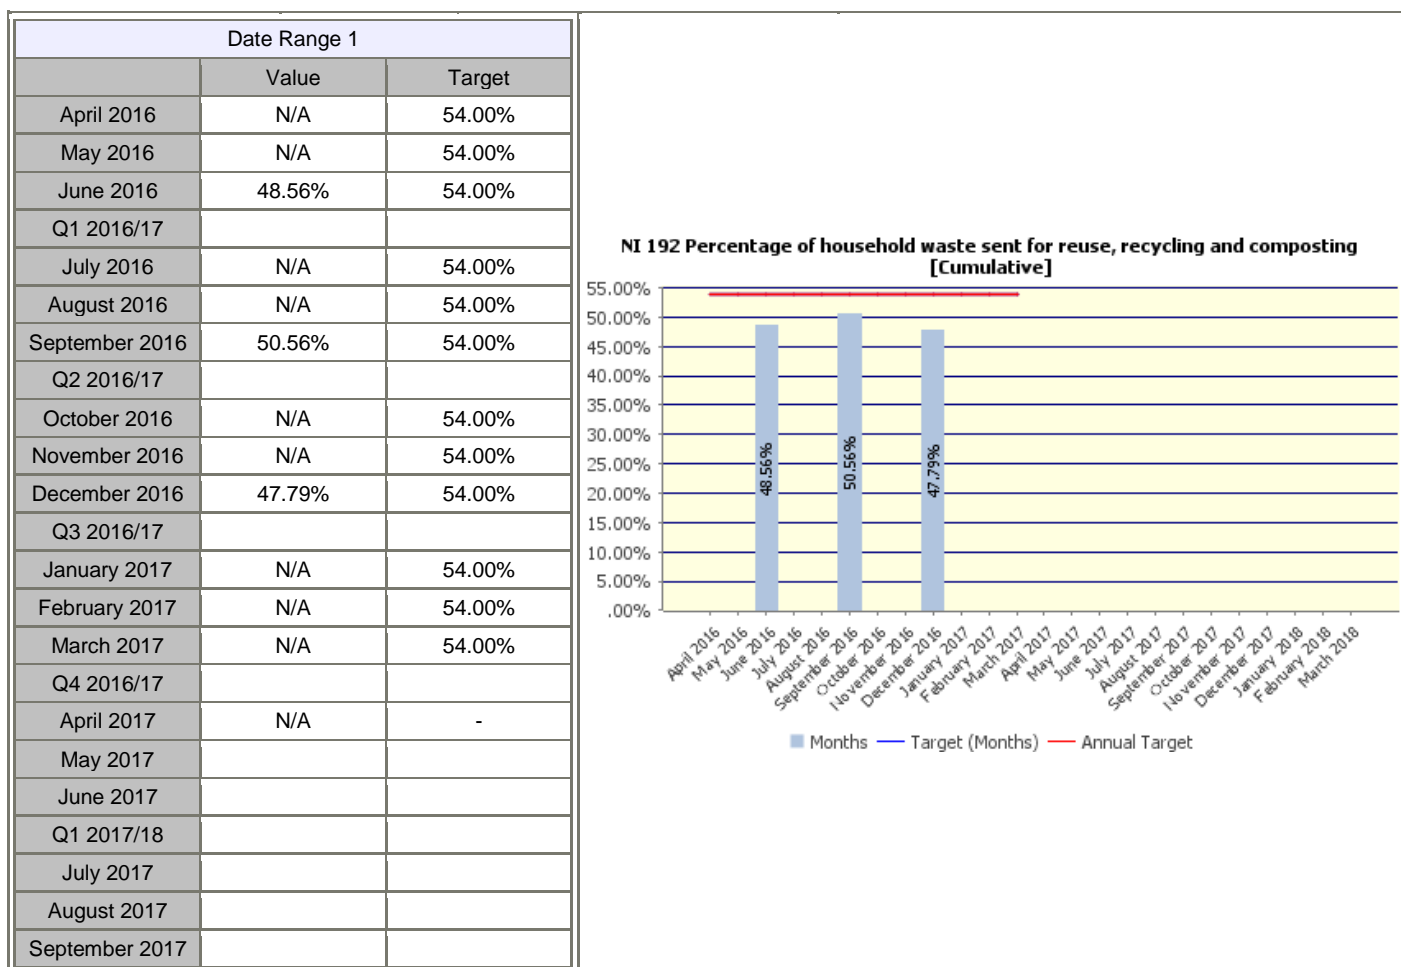 Date Range 1
Value Target
April 2016 N/A 54.00%
May 2016 N/A 54.00%
June 2016 48.56% 54.00%
Q1 2016/17
July 2016 N/A 54.00%
August 2016 N/A 54.00%
September 2016 50.56% 54.00%
Q2 2016/17
October 2016 N/A 54.00%
November 2016 N/A 54.00%
December 2016 47.79% 54.00%
Q3 2016/17
January 2017 N/A 54.00%
February 2017 N/A 54.00%
March 2017 N/A 54.00%
Q4 2016/17
April 2017 N/A -
May 2017
June 2017
Q1 2017/18
July 2017
August 2017
September 2017
NI 192 Percentage of household waste sent for reuse, recycling and composting
[Cumulative]
55.00%
50.00%
45.00%
40.00%
35.00%
30.00%
25.00%
20.00%
15.00%
10.00%
5.00%
.00%
48.56%
50.56%
47.79%
April 2016
May 2016
June 2016
July 2016
August 2016
September 2016
October 2016
November 2016
December 2016
January 2017
February 2017
March 2017
April 2017
May 2017
June 2017
July 2017
August 2017
September 2017
October 2017
November 2017
December 2017
January 2018
February 2018
March 2018
Months Target (Months) Annual Target